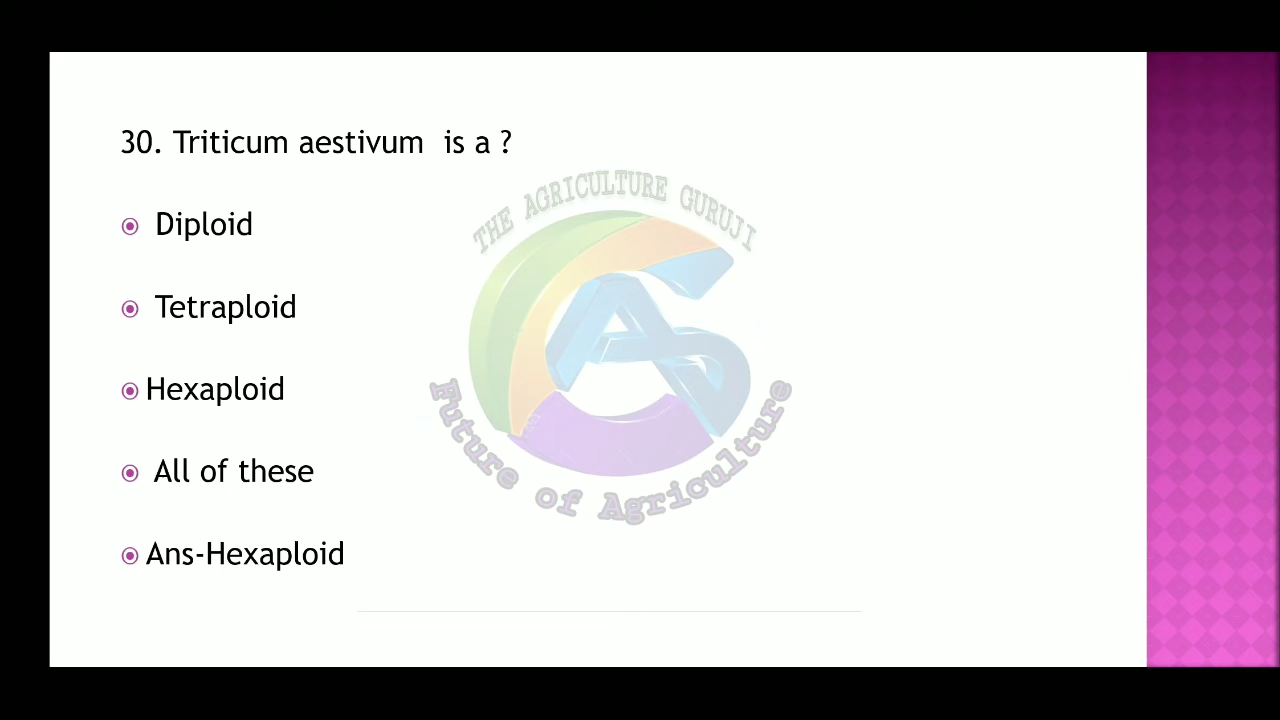 30. Triticum aestivum is a ?
THE AGRICULTURE GURUJI
Diploid
Tetraploid
Hexaploid
All of these
Future of Agriculture
Ans-Hexaploid